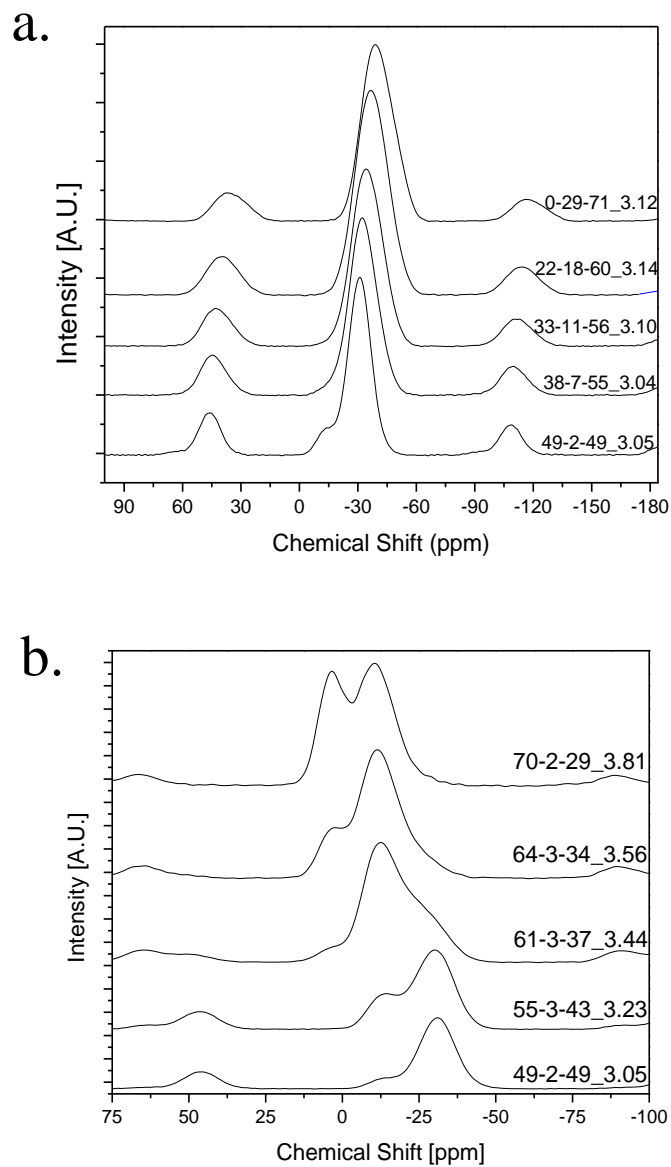 a.
Intensity [A.U.]
0-29-71_3.12
22-18-60_3.14
33-11-56_3.10
38-7-55_3.04
49-2-49_3.05
90 60 30 0 -30 -60 -90 -120 -150 -180
Chemical Shift (ppm)
b.
Intensity [A.U.]
70-2-29_3.81
64-3-34_3.56
61-3-37_3.44
55-3-43_3.23
49-2-49_3.05
75 50 25 0 -25 -50 -75 -100
Chemical Shift [ppm]